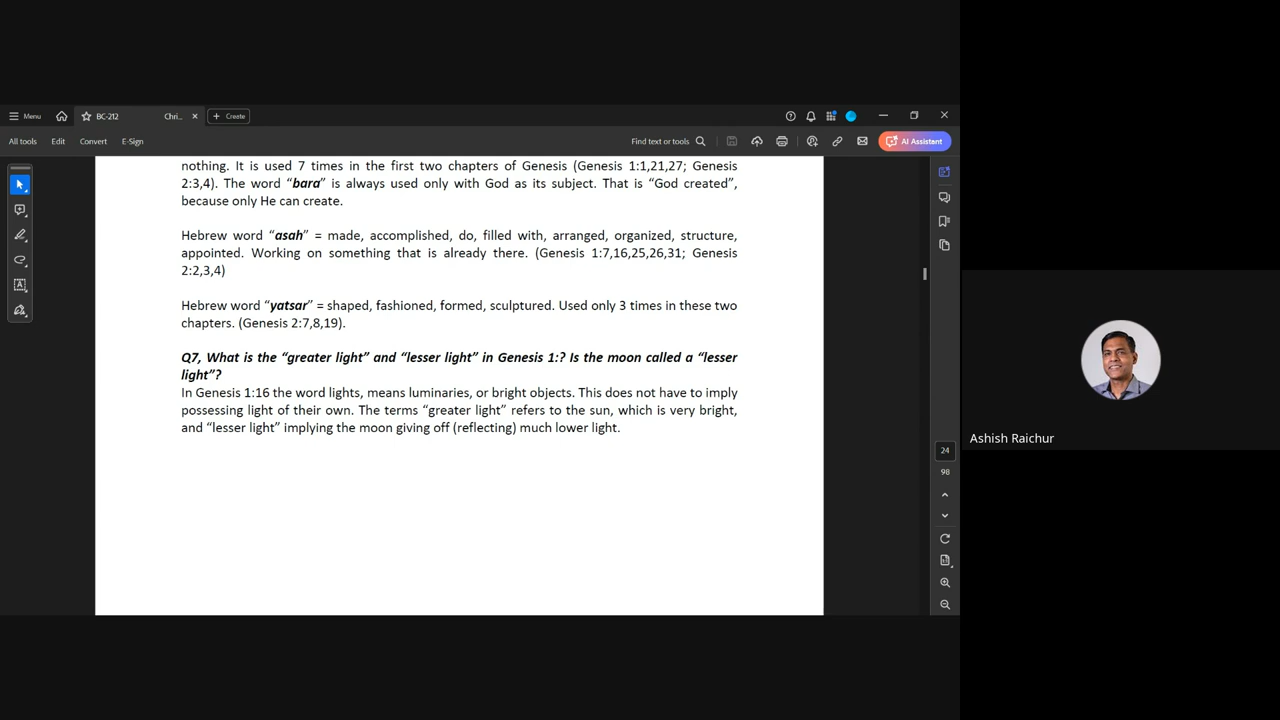 Menu
BC-212
Chri...
Create
All tools
Edit
Convert
E-Sign
Find text or tools
AI Assistant
nothing. It is used 7 times in the first two chapters of Genesis (Genesis 1:1,21,27; Genesis
2:3,4). The word “bara” is always used only with God as its subject. That is “God created”,
because only He can create.
Hebrew word “asah” = made, accomplished, do, filled with, arranged, organized, structure,
appointed. Working on something that is already there. (Genesis 1:7,16,25,26,31; Genesis
2:2,3,4)
Hebrew word “yatsar” = shaped, fashioned, formed, sculptured. Used only 3 times in these two
chapters. (Genesis 2:7,8,19).
Q7, What is the “greater light” and “lesser light” in Genesis 1:? Is the moon called a “lesser
light”?
In Genesis 1:16 the word lights, means luminaries, or bright objects. This does not have to imply
possessing light of their own. The terms “greater light” refers to the sun, which is very bright,
and “lesser light” implying the moon giving off (reflecting) much lower light.
24
98
Ashish Raichur